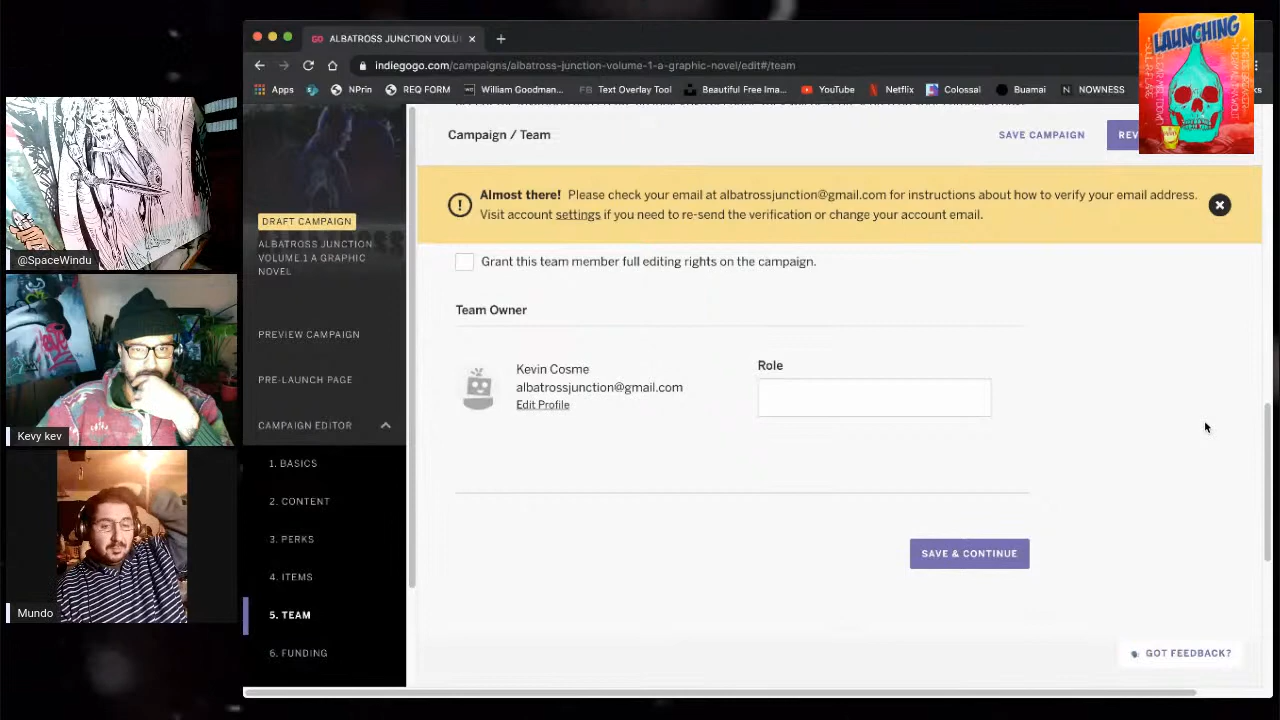 ALBATROSS JUNCTION VOLU
indiegogo.com/campaigns/albatross-junction-volume-1-a-graphic-novel/edit#/team
Apps
NPrin
REQ FORM
William Goodman...
FB Text Overlay Tool
Beautiful Free Ima...
YouTube
Netflix
Colossal
Buamai
N NOWNESS
ks
LAUNCHING
Campaign / Team
SAVE CAMPAIGN
REV
Almost there! Please check your email at albatrossjunction@gmail.com for instructions about how to verify your email address.
Visit account settings if you need to re-send the verification or change your account email.
DRAFT CAMPAIGN
ALBATROSS JUNCTION
VOLUME 1 A GRAPHIC
NOVEL
PREVIEW CAMPAIGN
PRE-LAUNCH PAGE
CAMPAIGN EDITOR
1. BASICS
2. CONTENT
3. PERKS
4. ITEMS
5. TEAM
6. FUNDING
Grant this team member full editing rights on the campaign.
Team Owner
Kevin Cosme
albatrossjunction@gmail.com
Edit Profile
Role
SAVE & CONTINUE
GOT FEEDBACK?
@SpaceWindu
Kevy kev
Mundo